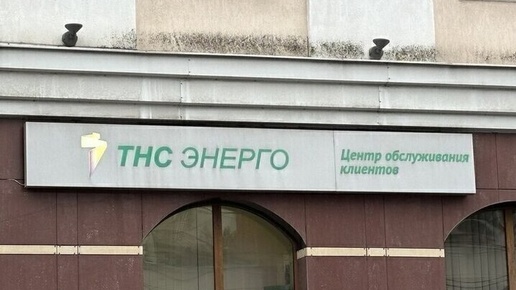 ТНС ЭНЕРГО
Центр обслуживания
клиентов